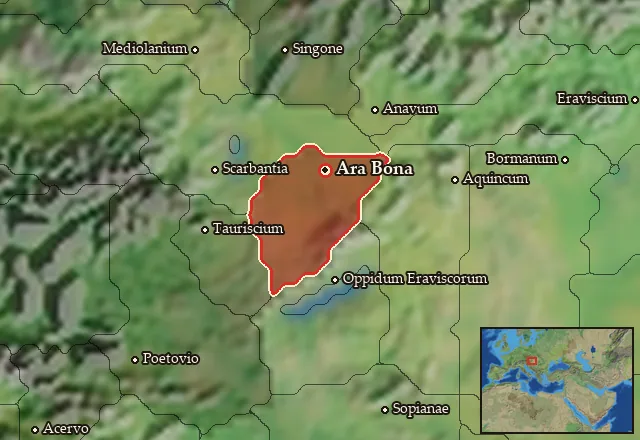 Mediolanium
Singone
Eraviscium
Anavum
Bormanum
Scarbantia
Ara Bona
Aquincum
Tauriscium
Oppidum Eraviscorum
Poetovio
Sopianae
Acervo